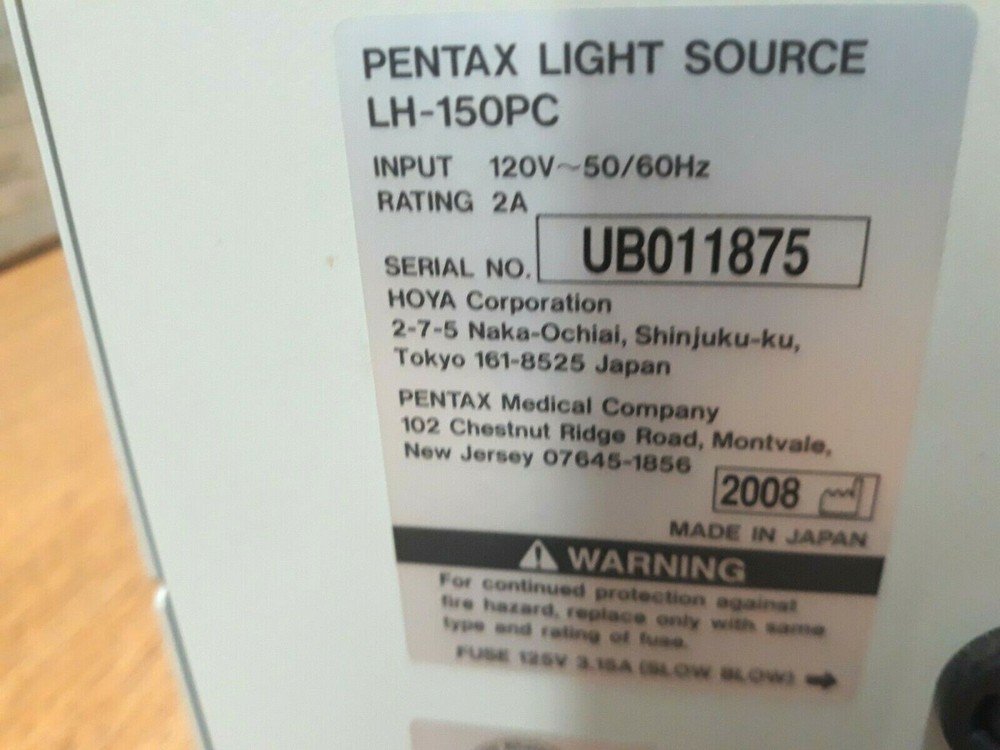 PENTAX LIGHT SOURCE
LH-150PC
INPUT 120V~50/60Hz
RATING 2A
SERIAL NO. UB011875
HOYA Corporation
2-7-5 Naka-Ochiai, Shinjuku-ku,
Tokyo 161-8525 Japan
PENTAX Medical Company
102 Chestnut Ridge Road, Montvale,
New Jersey 07645-1856
2008
MADE IN JAPAN
WARNING
For continued protection against
fire hazard, replace only with same
type and rating of fuse.
FUSE 125V 3.15A (SLOW BLOW)